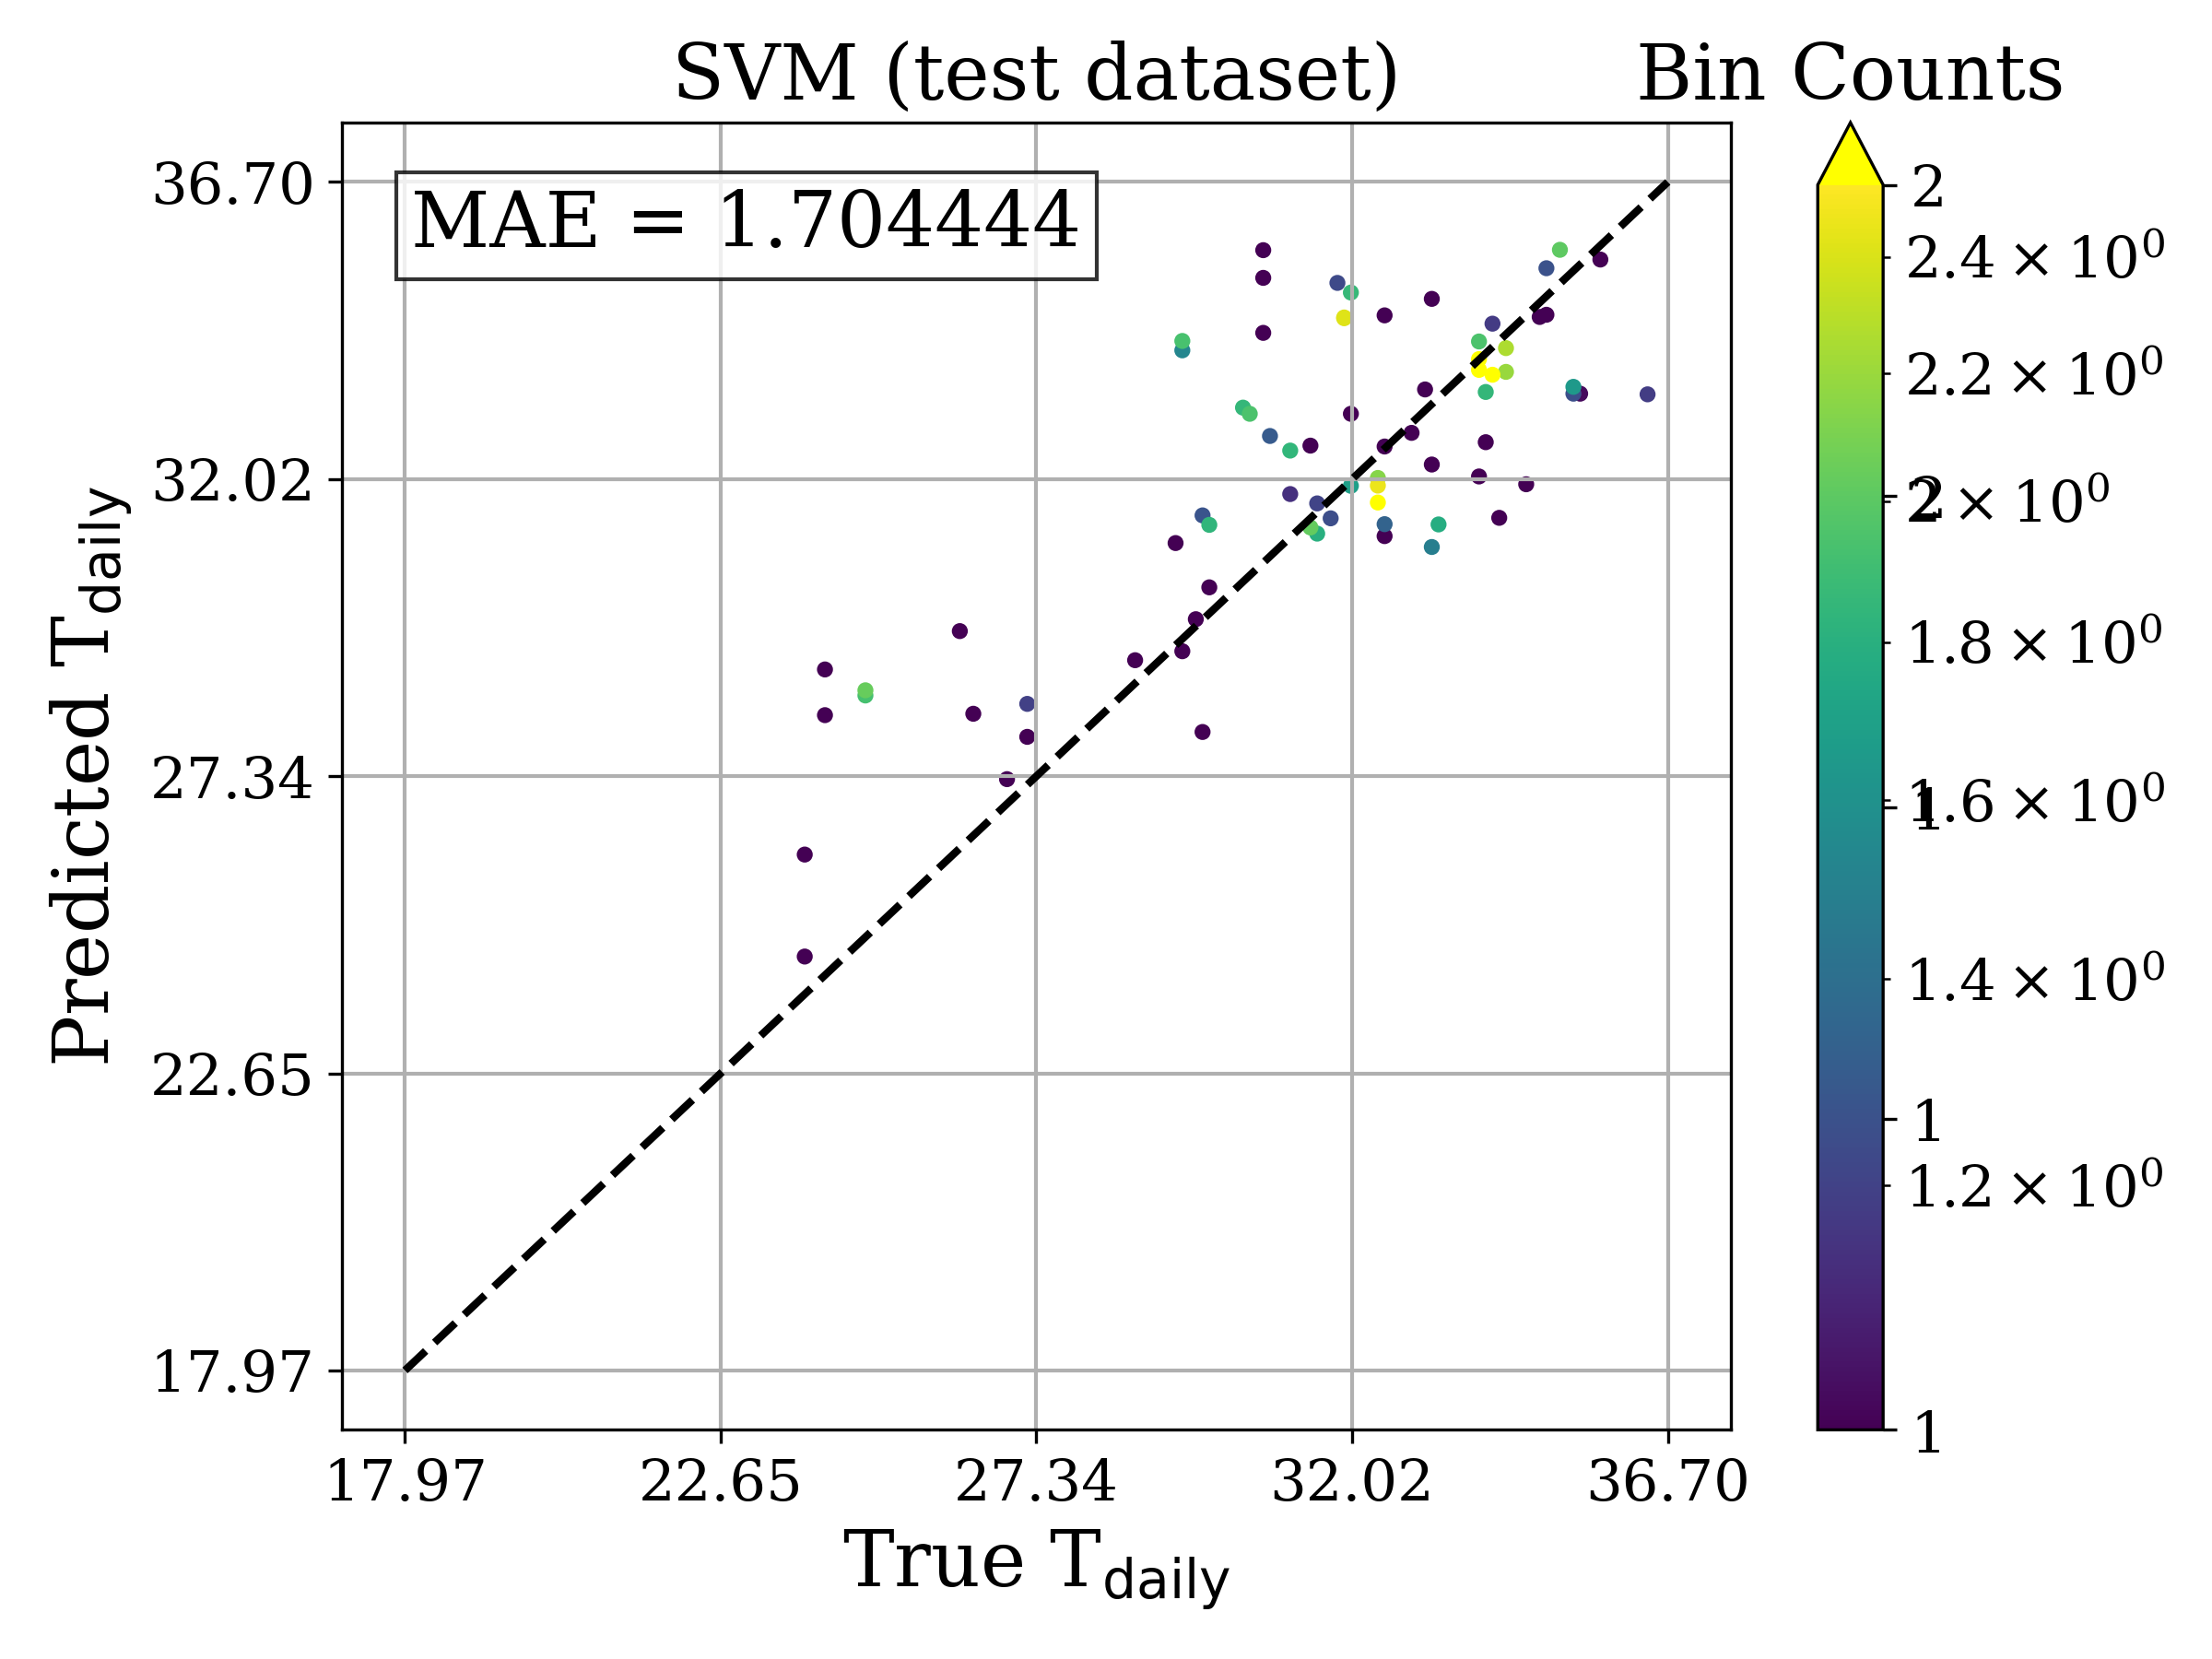 SVM (test dataset)
Bin Counts
MAE = 1.704444
36.70
32.02
27.34
22.65
17.97
Predicted T_daily
17.97 22.65 27.34 32.02 36.70
True T_daily
2
2.4 × 10⁰
2.2 × 10⁰
2
2 × 10⁰
1.8 × 10⁰
1.6 × 10⁰
1
1.4 × 10⁰
1
1.2 × 10⁰
1